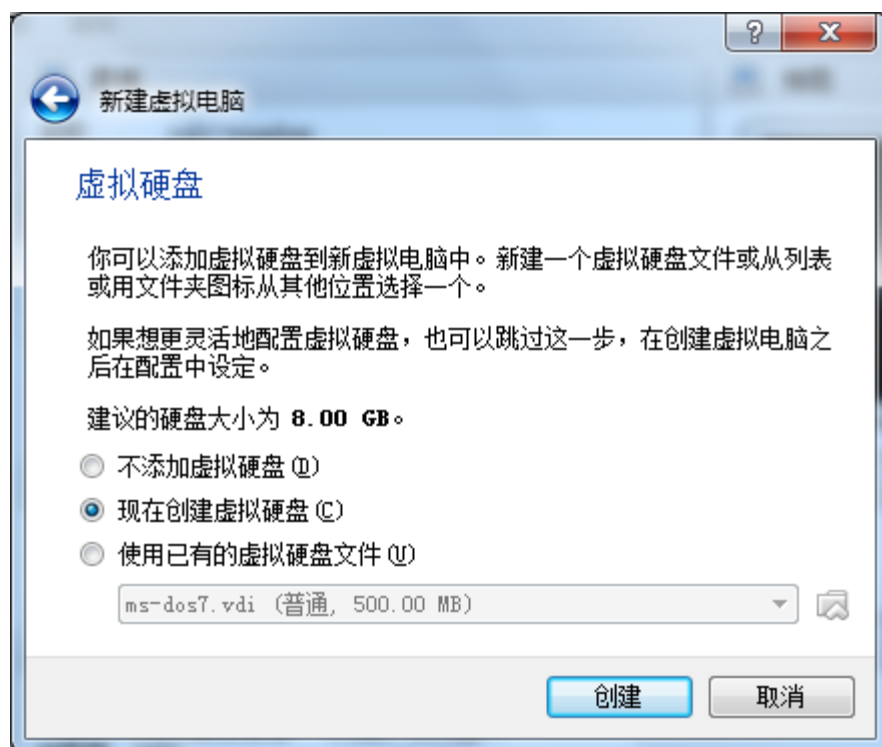 ?
x
新建虚拟电脑
虚拟硬盘
你可以添加虚拟硬盘到新虚拟电脑中。新建一个虚拟硬盘文件或从列表
或用文件夹图标从其他位置选择一个。
如果想更灵活地配置虚拟硬盘，也可以跳过这一步，在创建虚拟电脑之
后在配置中设定。
建议的硬盘大小为 8.00 GB。
不添加虚拟硬盘(D)
现在创建虚拟硬盘(C)
使用已有的虚拟硬盘文件(U)
ms-dos7.vdi (普通, 500.00 MB)
创建
取消